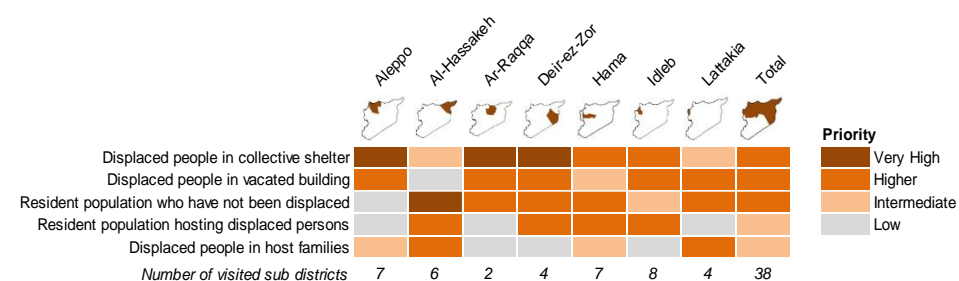 Aleppo
Al-Hassakeh
Ar-Raqqa
Deir-ez-Zor
Hama
Idleb
Lattakia
Total
Priority
Displaced people in collective shelter
Very High
Displaced people in vacated building
Higher
Resident population who have not been displaced
Intermediate
Resident population hosting displaced persons
Low
Displaced people in host families
Number of visited sub districts 7 6 2 4 7 8 4 38